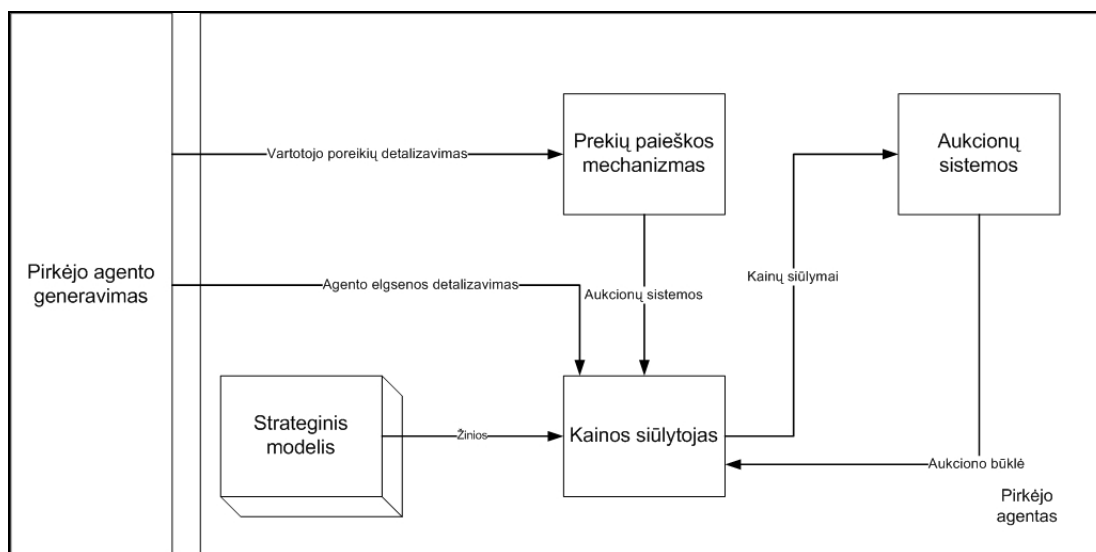 Prekių paieškos
mechanizmas
Aukcionų
sistemos
Vartotojo poreikių detalizavimas
Pirkėjo agento
generavimas
Agento elgsenos detalizavimas
Aukcionų sistemos
Kainų siūlymai
Strateginis
modelis
Žinios
Kainos siūlytojas
Aukciono būklė
Pirkėjo
agentas